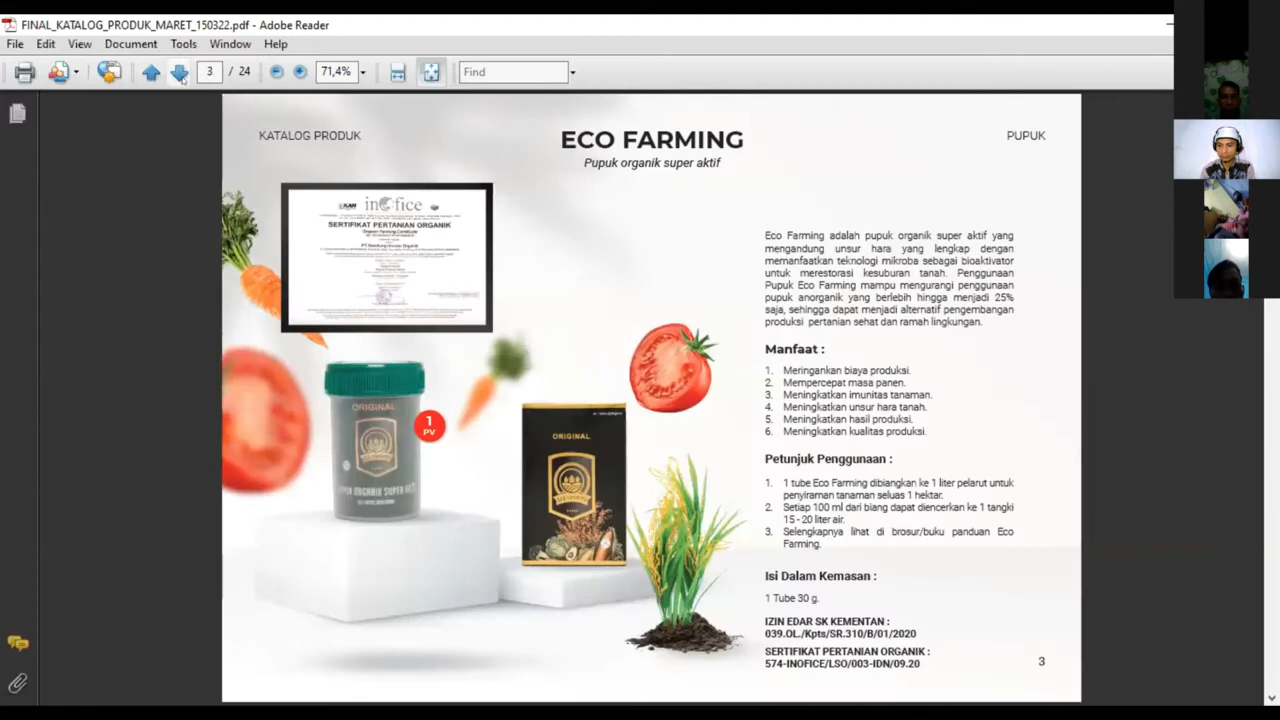 FINAL_KATALOG_PRODUK_MARET_150322.pdf - Adobe Reader
File Edit View Document Tools Window Help
3 / 24 71,4% Find
KATALOG PRODUK
ECO FARMING
PUPUK
Pupuk organik super aktif
KAN inofice
SERTIFIKAT PERTANIAN ORGANIK
ORIGINAL
1
PV
PUPUK ORGANIK SUPER AKTIF
ORIGINAL
ECO FARMING
Eco Farming adalah pupuk organik super aktif yang
mengandung unsur hara yang lengkap dengan
memanfaatkan teknologi mikroba sebagai bioaktivator
untuk merestorasi kesuburan tanah. Penggunaan
Pupuk Eco Farming mampu mengurangi penggunaan
pupuk anorganik yang berlebih hingga menjadi 25%
saja, sehingga dapat menjadi alternatif pengembangan
produksi pertanian sehat dan ramah lingkungan.
Manfaat :
1. Meringankan biaya produksi.
2. Mempercepat masa panen.
3. Meningkatkan imunitas tanaman.
4. Meningkatkan unsur hara tanah.
5. Meningkatkan hasil produksi.
6. Meningkatkan kualitas produksi.
Petunjuk Penggunaan :
1. 1 tube Eco Farming dibiangkan ke 1 liter pelarut untuk
penyiraman tanaman seluas 1 hektar.
2. Setiap 100 ml dari biang dapat diencerkan ke 1 tangki
15 - 20 liter air.
3. Selengkapnya lihat di brosur/buku panduan Eco
Farming.
Isi Dalam Kemasan :
1 Tube 30 g.
IZIN EDAR SK KEMENTAN :
039.OL./Kpts/SR.310/B/01/2020
SERTIFIKAT PERTANIAN ORGANIK :
574-INOFICE/LSO/003-IDN/09.20
3